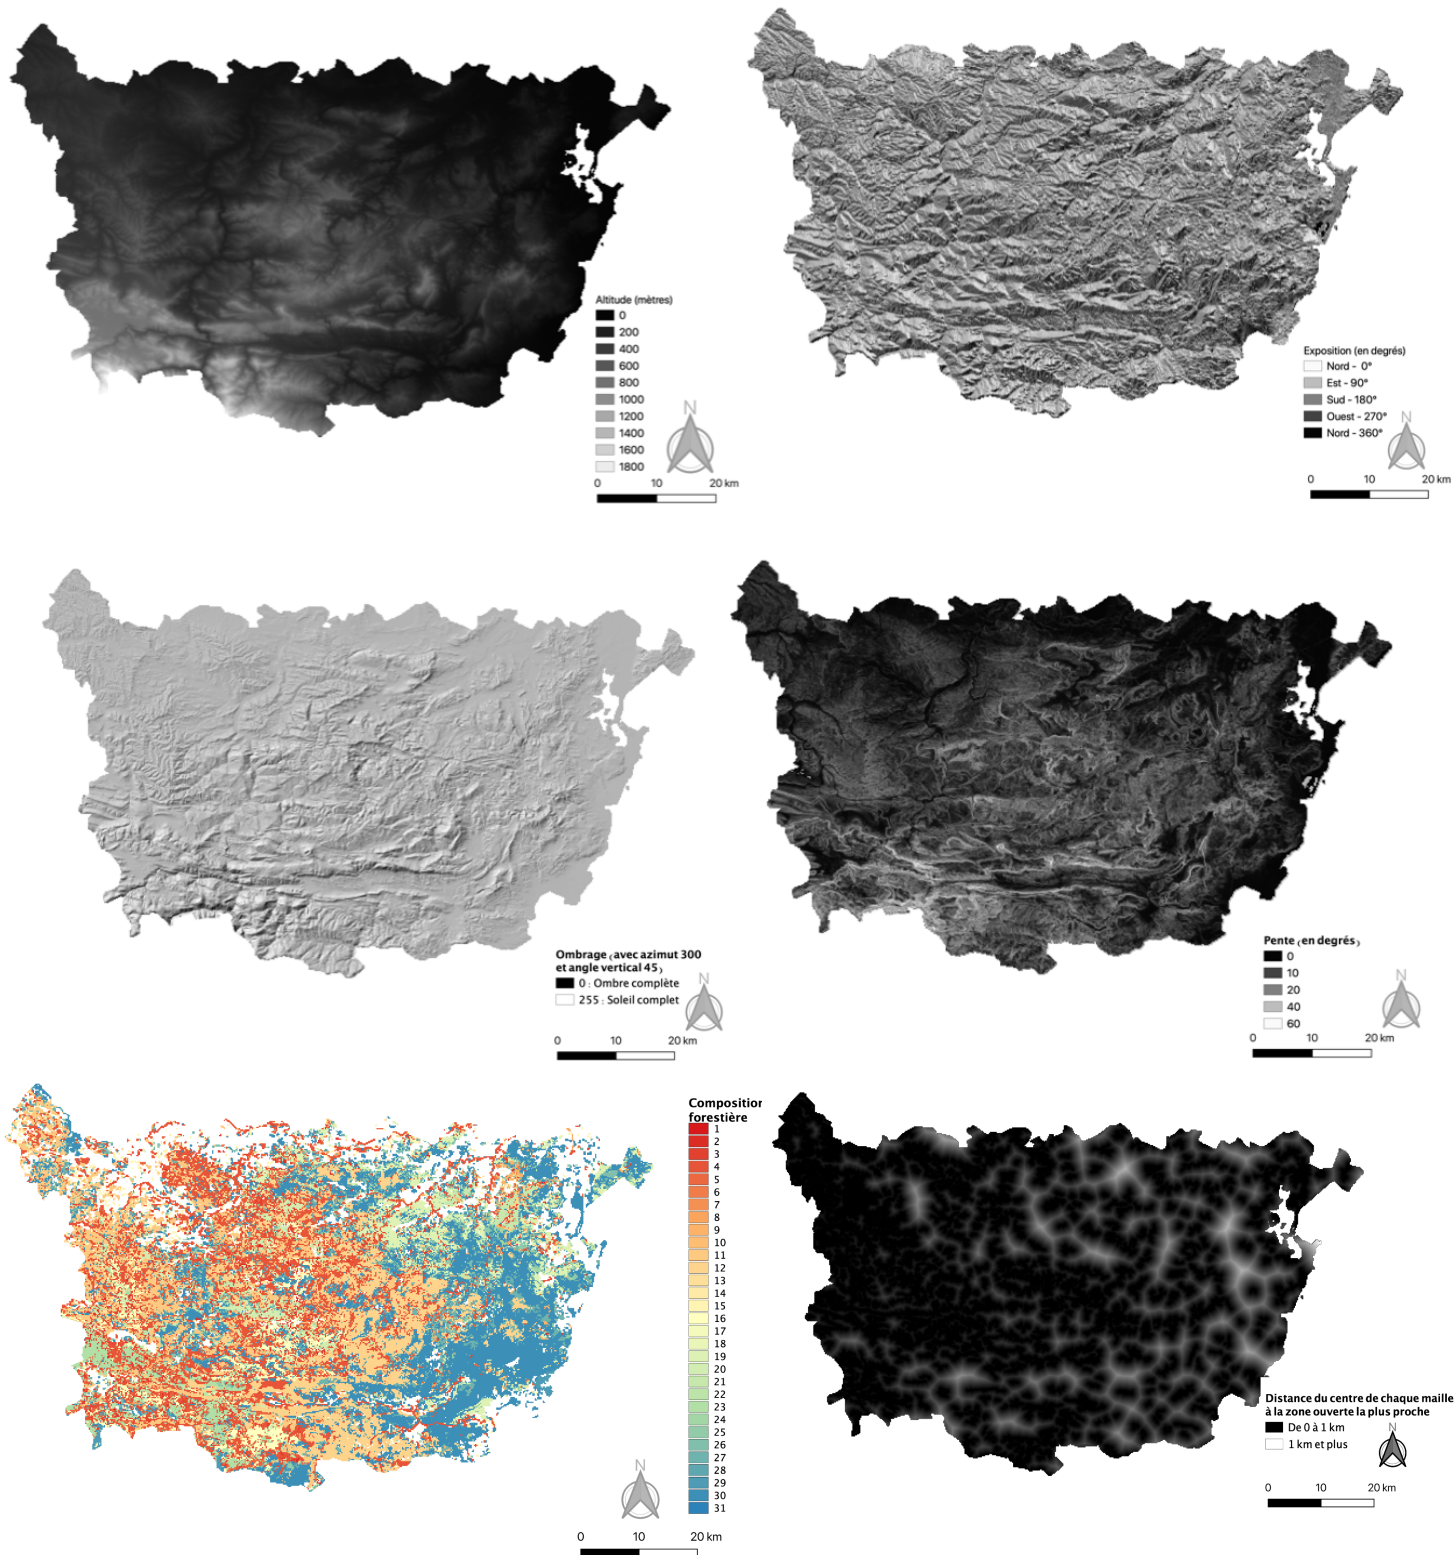 Altitude (mètres)
0
200
400
600
800
1000
1200
1400
1600
1800
N
0 10 20 km
Exposition (en degrés)
Nord - 0°
Est - 90°
Sud - 180°
Ouest - 270°
Nord - 360°
N
0 10 20 km
Ombrage (avec azimut 300
et angle vertical 45)
0 : Ombre complète
255 : Soleil complet
N
0 10 20 km
Pente (en degrés)
0
10
20
40
60
N
0 10 20 km
Composition
forestière
1
2
3
4
5
6
7
8
9
10
11
12
13
14
15
16
17
18
19
20
21
22
23
24
25
26
27
28
29
30
31
N
0 10 20 km
Distance du centre de chaque maille
à la zone ouverte la plus proche
De 0 à 1 km
1 km et plus
N
0 10 20 km